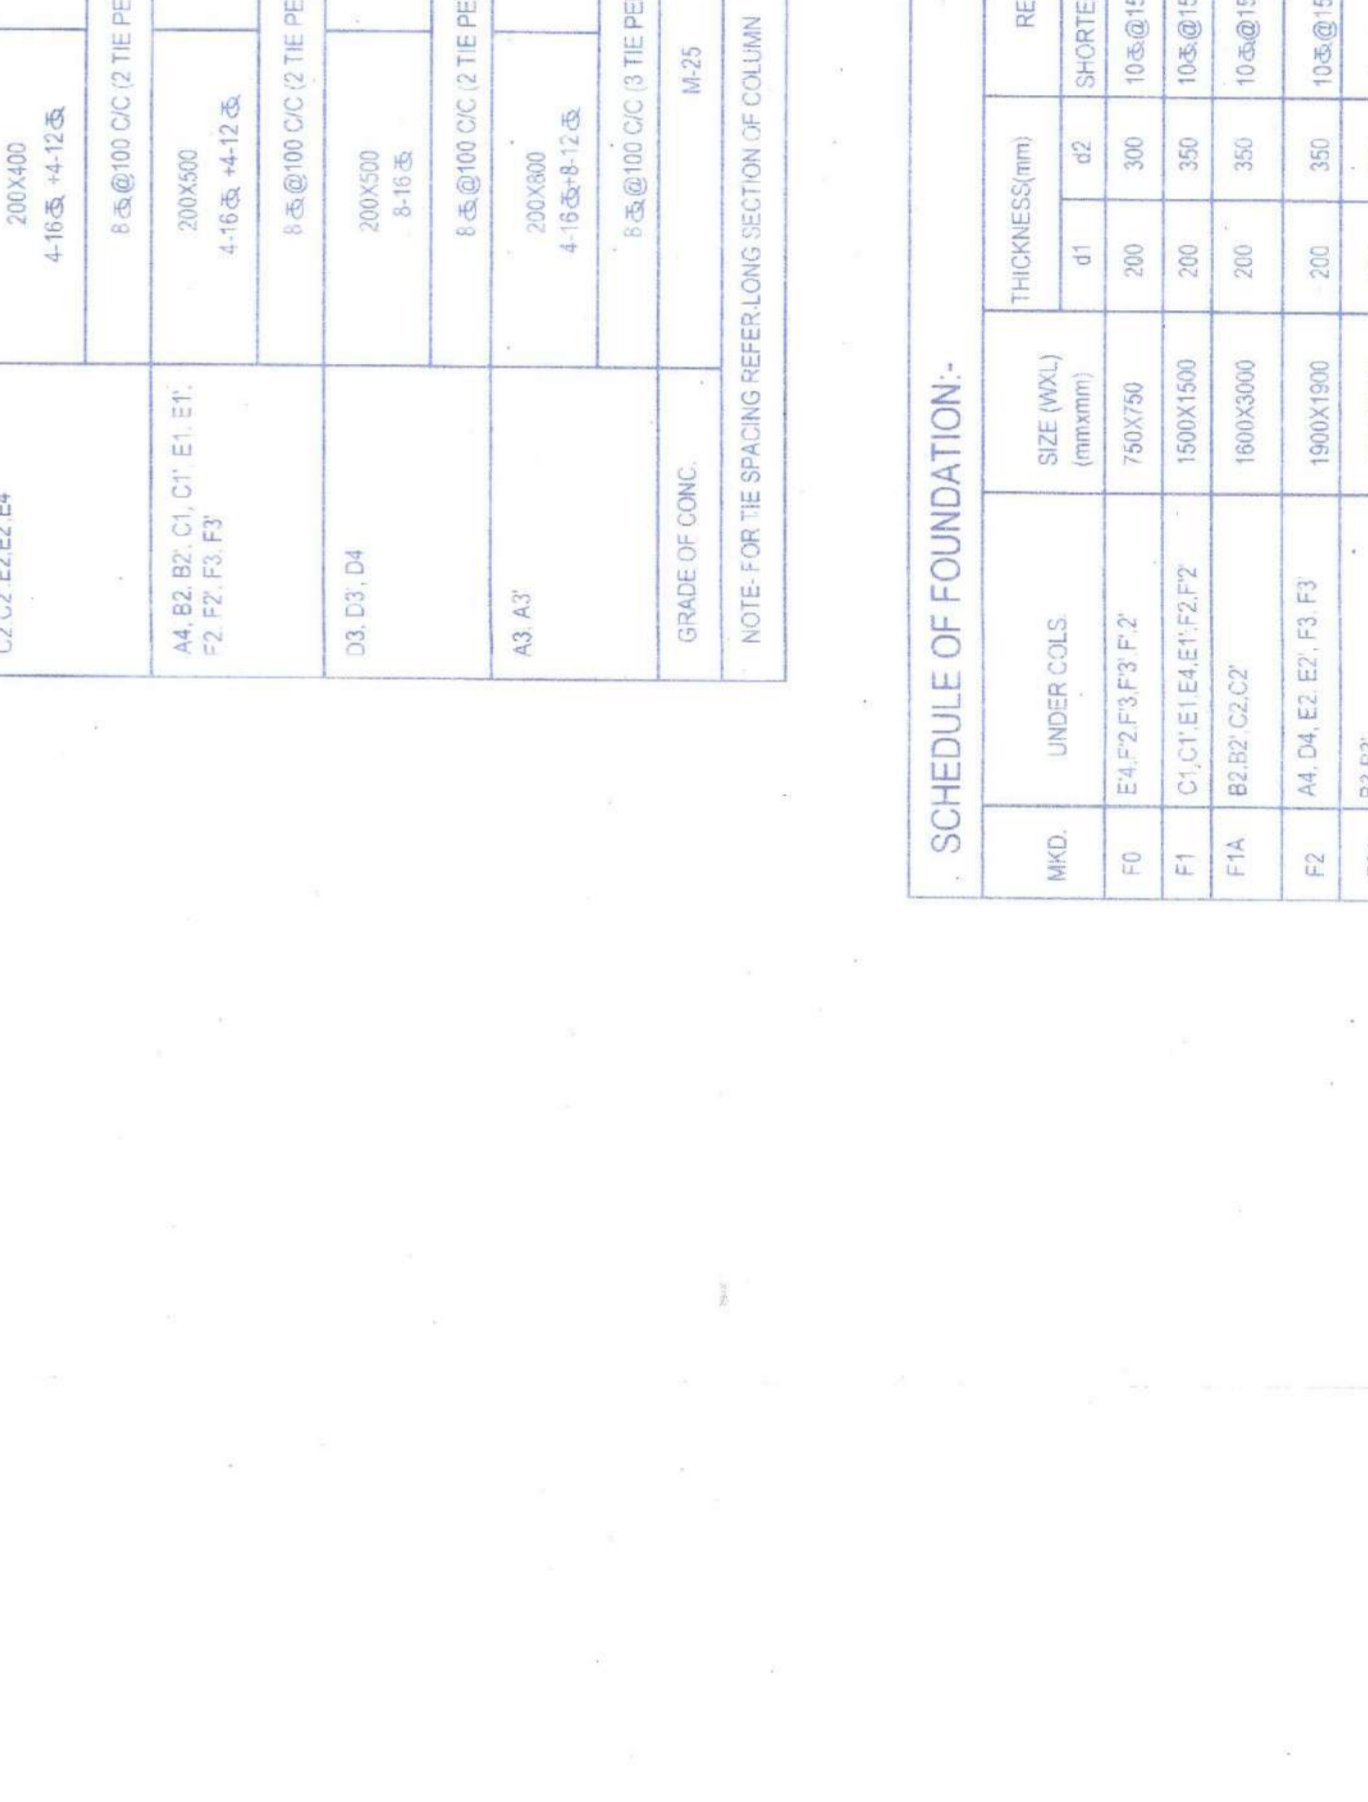 C2'E2,E2',E4
200X400
4-16 +4-12
8 @100 C/C (2 TIE PE
A4, B2, B2', C1, C1', E1, E1',
F2, F2', F3, F3'
200X500
4-16 +4-12
8 @100 C/C (2 TIE PE
D3, D3', D4
200X500
8-16
8 @100 C/C (2 TIE PE
A3, A3'
200X800
4-16+8-12
8 @100 C/C (3 TIE PE
GRADE OF CONC.
M-25
NOTE- FOR TIE SPACING REFER-LONG SECTION OF COLUMN
SCHEDULE OF FOUNDATION:-
MKD. UNDER COLS. SIZE (WXL) THICKNESS(mm) RE
(mmxmm) d1 d2 SHORTE
F0 E'4,F'2,F'3,F'3',F',2' 750X750 200 300 10@15
F1 C1,C1',E1,E4,E1',F2,F'2' 1500X1500 200 350 10@15
F1A B2,B2',C2,C2' 1600X3000 200 350 10@15
F2 A4, D4, E2, E2', F3, F3' 1900X1900 200 350 10@15
B3,B3'